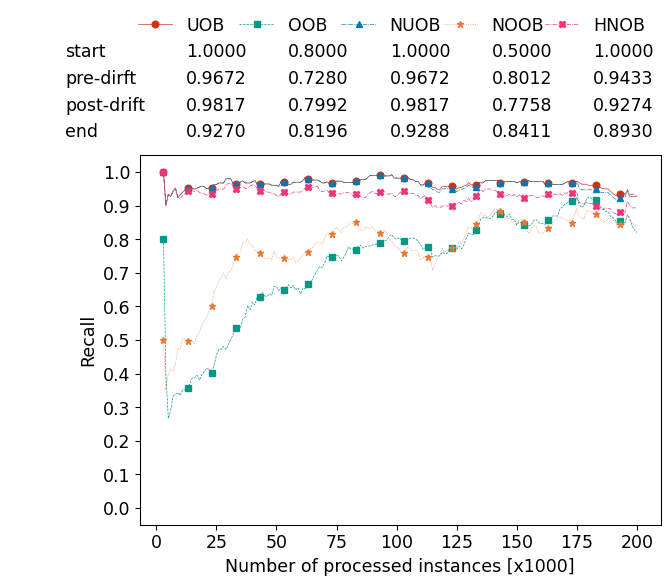 UOB OOB NUOB NOOB HNOB
start 1.0000 0.8000 1.0000 0.5000 1.0000
pre-dirft 0.9672 0.7280 0.9672 0.8012 0.9433
post-drift 0.9817 0.7992 0.9817 0.7758 0.9274
end 0.9270 0.8196 0.9288 0.8411 0.8930
1.0
0.9
0.8
0.7
0.6
0.5
0.4
0.3
0.2
0.1
0.0
Recall
0 25 50 75 100 125 150 175 200
Number of processed instances [x1000]